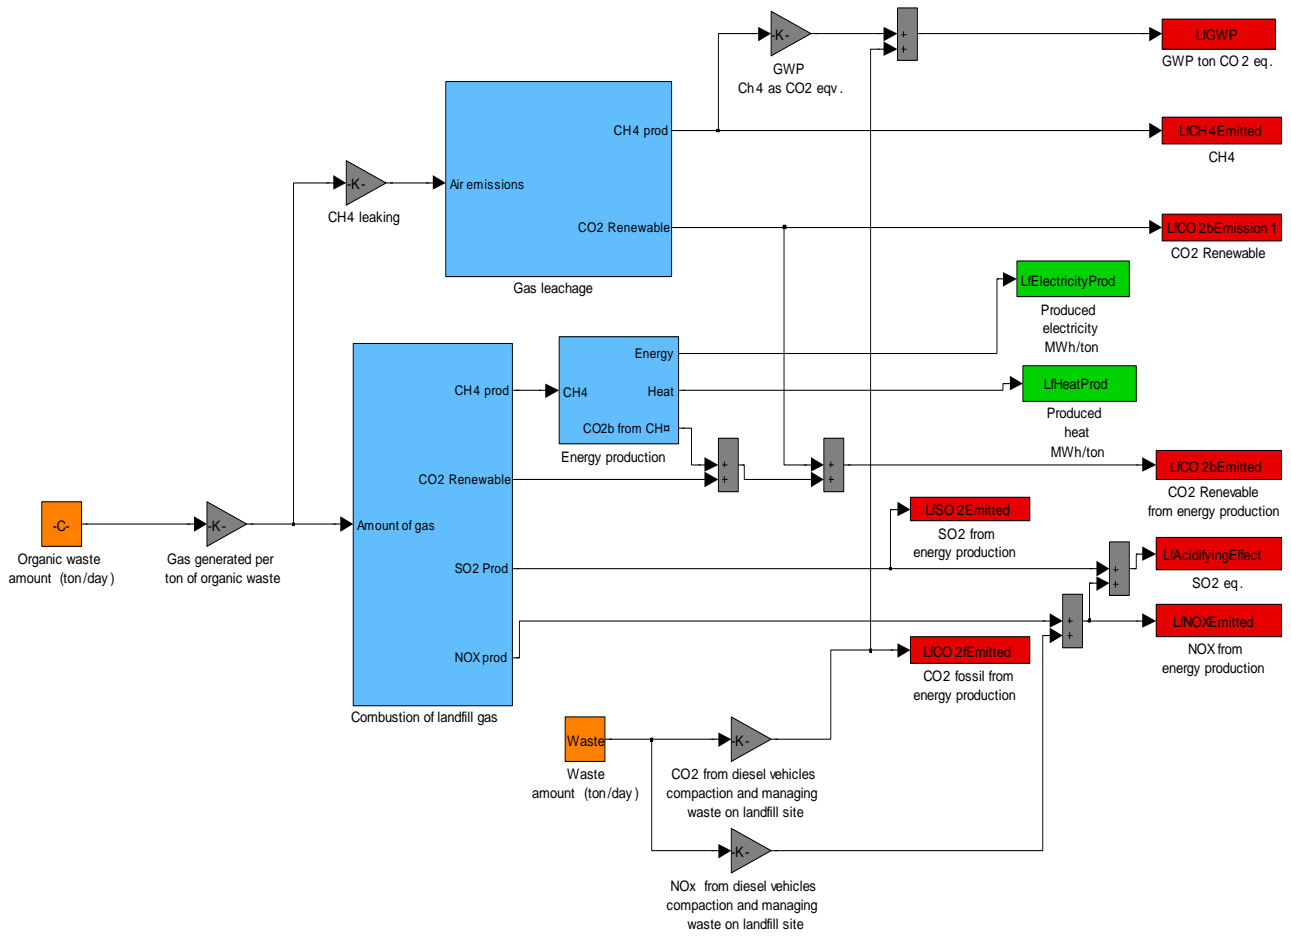 -K-
+
+
LfGWP
GWP ton CO2 eq.
GWP
Ch4 as CO2 eqv.
CH4 prod
LfCH4Emitted
CH4
-K-
Air emissions
CH4 leaking
CO2 Renewable
LfCO2bEmission1
CO2 Renewable
Gas leachage
LfElectricityProd
Produced
electricity
MWh/ton
Energy
CH4 prod
CH4
Heat
LfHeatProd
Produced
heat
MWh/ton
CO2b from CH¤
Energy production
+
+
+
+
LfCO2bEmitted
CO2 Renevable
from energy production
CO2 Renewable
-C-
Organic waste
amount (ton/day)
-K-
Gas generated per
ton of organic waste
Amount of gas
LfSO2Emitted
SO2 from
energy production
SO2 Prod
+
+
LfAcidifyingEffect
SO2 eq.
+
+
LfNOXEmitted
NOX from
energy production
NOX prod
LfCO2fEmitted
CO2 fossil from
energy production
Combustion of landfill gas
Waste
Waste
amount (ton/day)
-K-
CO2 from diesel vehicles
compaction and managing
waste on landfill site
-K-
NOx from diesel vehicles
compaction and managing
waste on landfill site